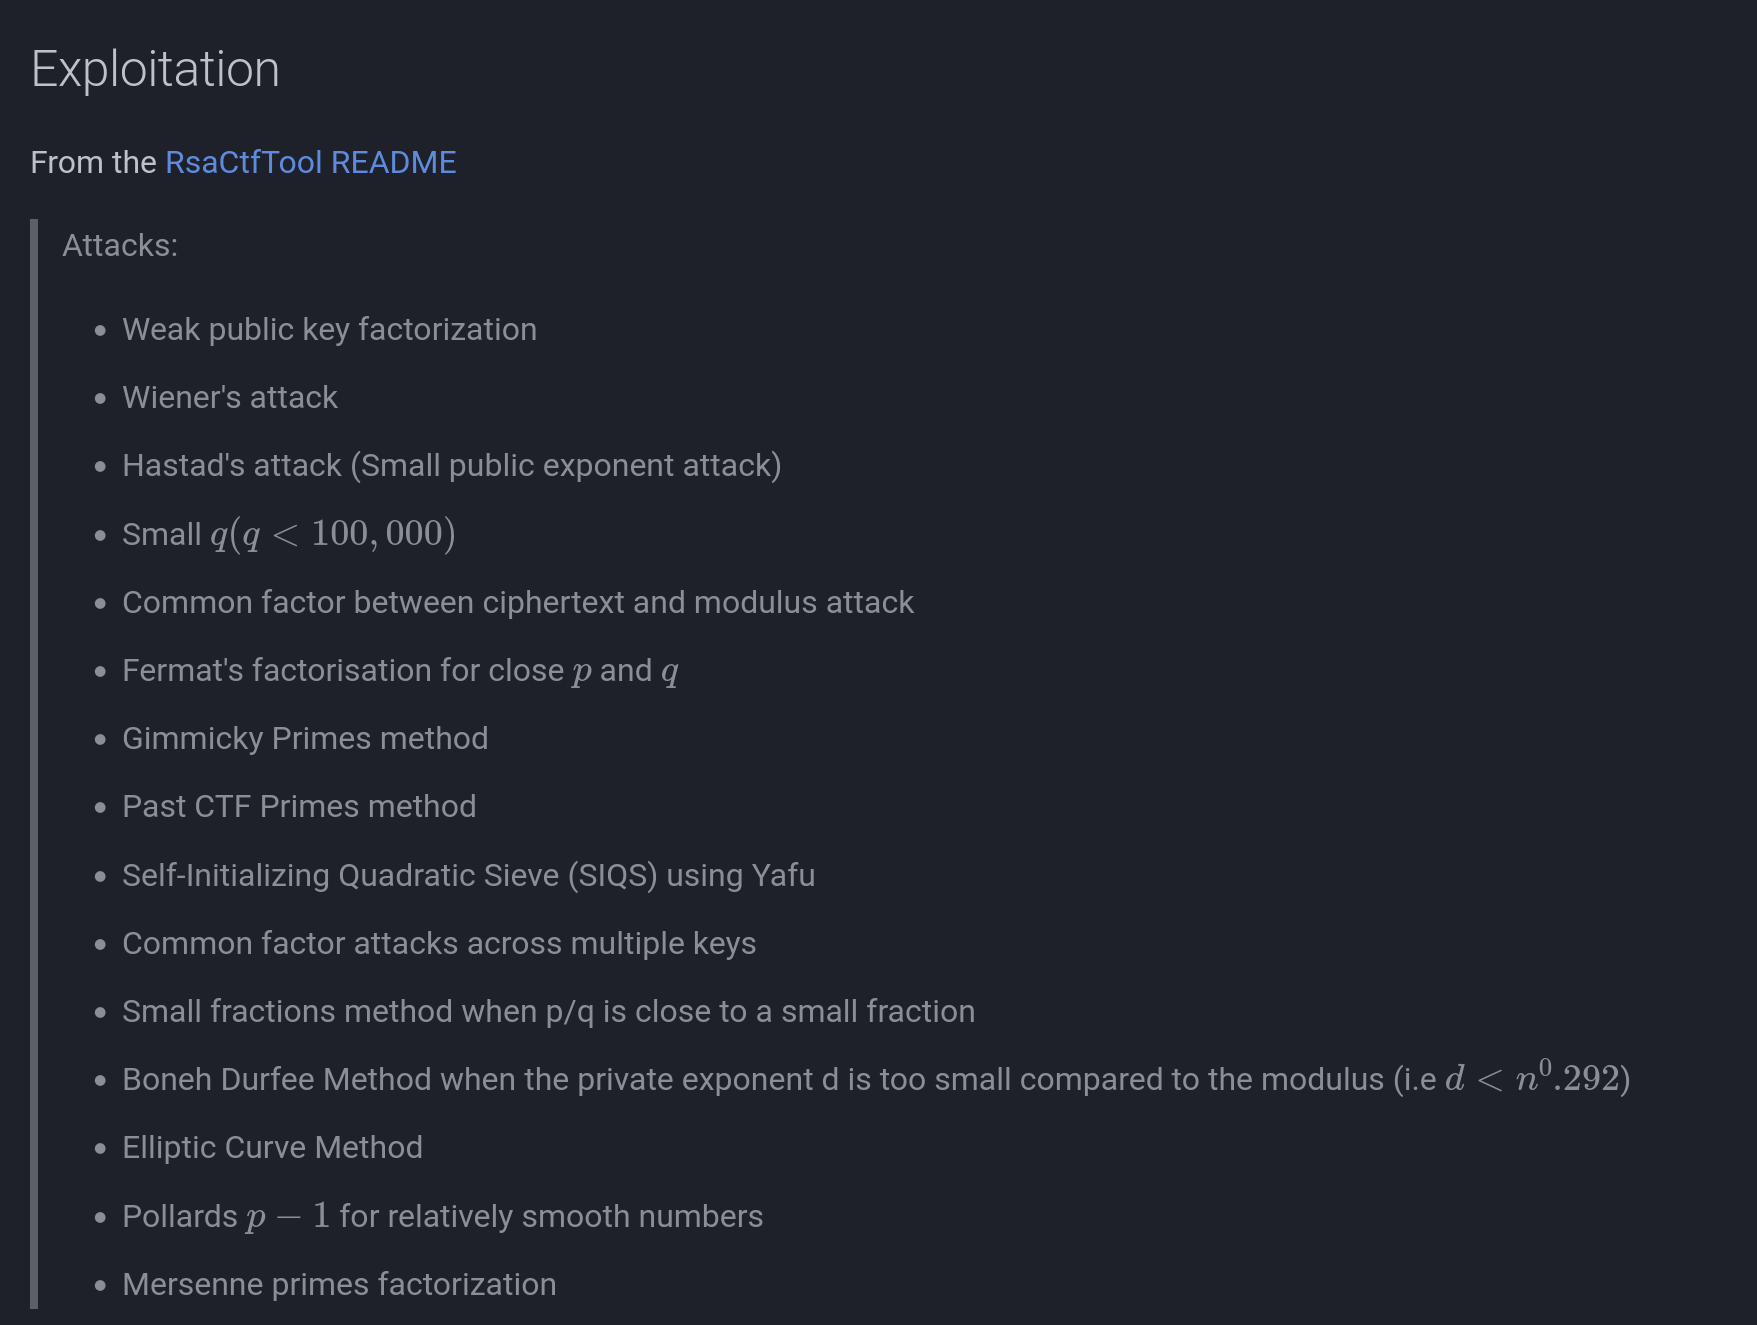 Exploitation
From the RsaCtfTool README
Attacks:
• Weak public key factorization
• Wiener's attack
• Hastad's attack (Small public exponent attack)
• Small q(q < 100, 000)
• Common factor between ciphertext and modulus attack
• Fermat's factorisation for close p and q
• Gimmicky Primes method
• Past CTF Primes method
• Self-Initializing Quadratic Sieve (SIQS) using Yafu
• Common factor attacks across multiple keys
• Small fractions method when p/q is close to a small fraction
• Boneh Durfee Method when the private exponent d is too small compared to the modulus (i.e d < n⁰.292)
• Elliptic Curve Method
• Pollards p − 1 for relatively smooth numbers
• Mersenne primes factorization